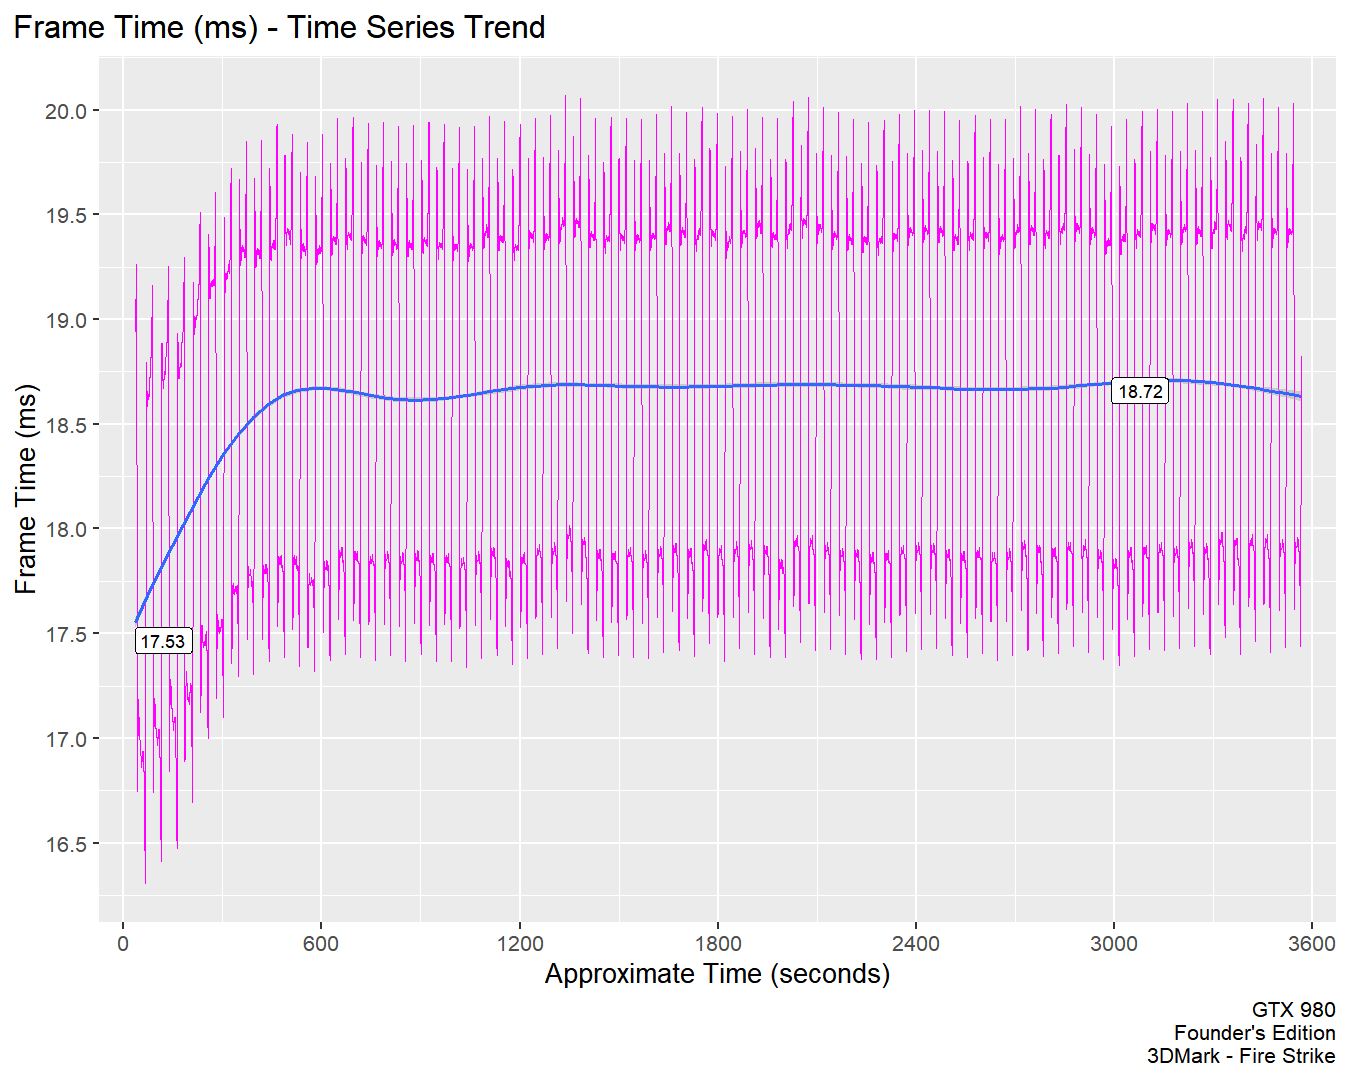 Frame Time (ms) - Time Series Trend
Frame Time (ms)
20.0
19.5
19.0
18.5
18.0
17.5
17.0
16.5
18.72
17.53
0 600 1200 1800 2400 3000 3600
Approximate Time (seconds)
GTX 980
Founder's Edition
3DMark - Fire Strike